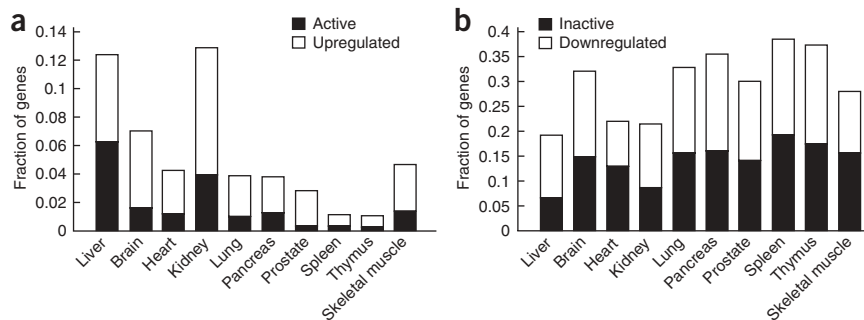 a
Active
Upregulated
Fraction of genes
0.14
0.12
0.1
0.08
0.06
0.04
0.02
0
Liver
Brain
Heart
Kidney
Lung
Pancreas
Prostate
Spleen
Thymus
Skeletal muscle
b
Inactive
Downregulated
Fraction of genes
0.4
0.35
0.3
0.25
0.2
0.15
0.1
0.05
0
Liver
Brain
Heart
Kidney
Lung
Pancreas
Prostate
Spleen
Thymus
Skeletal muscle